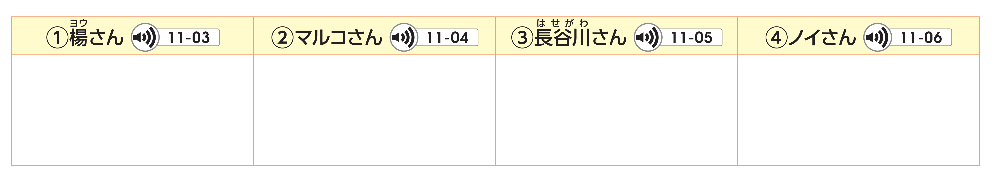 ヨウ
①楊さん 11-03
②マルコさん 11-04
はせがわ
③長谷川さん 11-05
④ノイさん 11-06